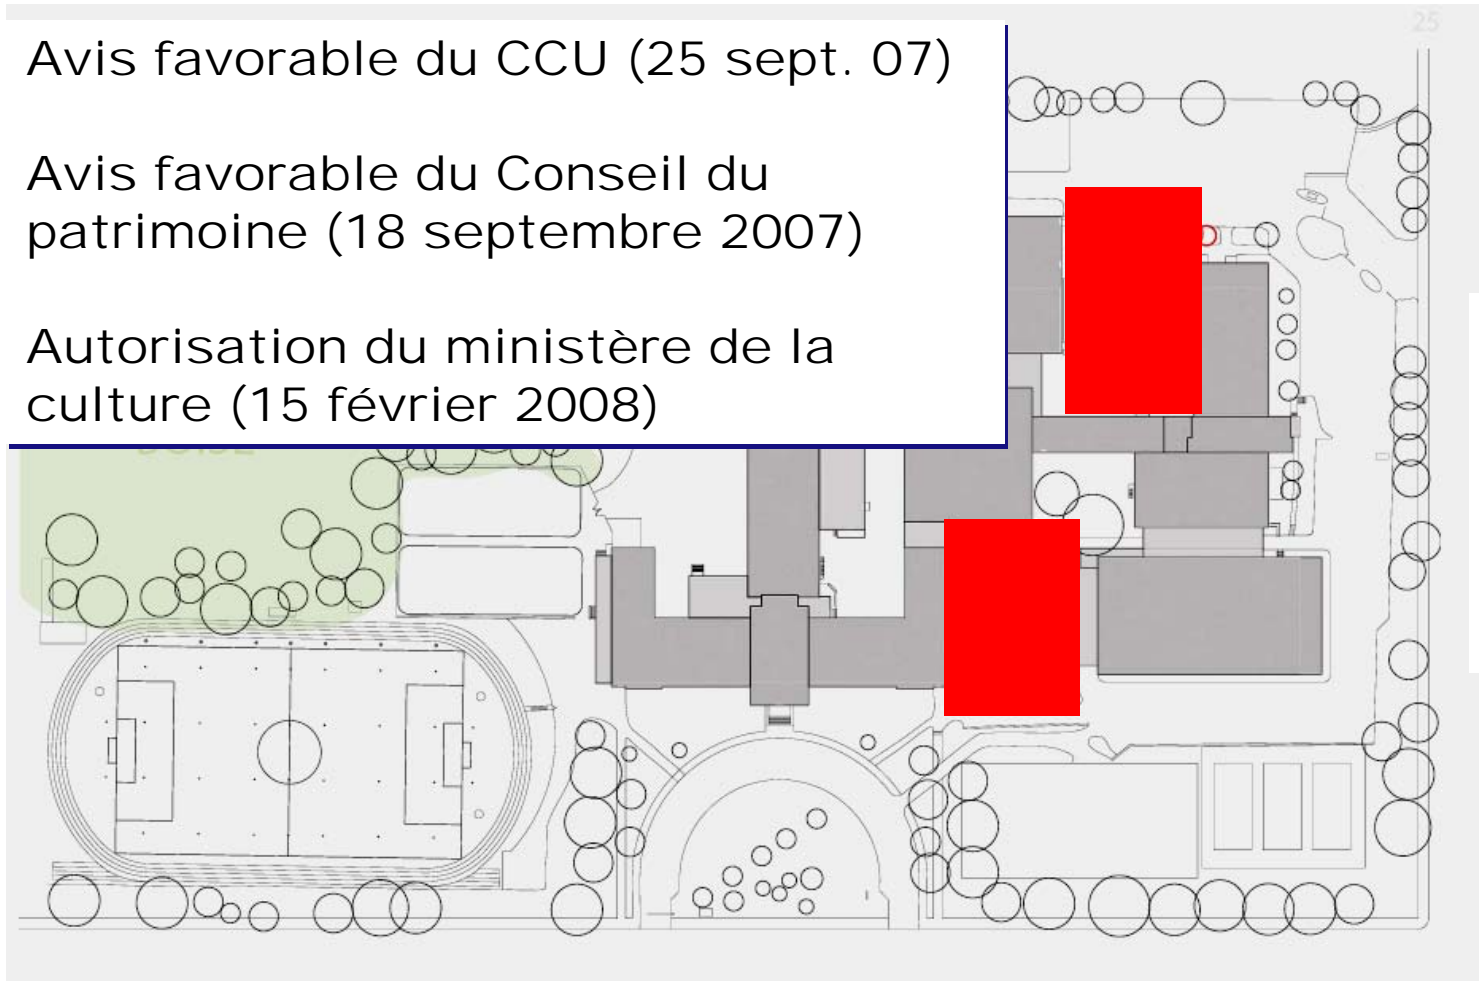 25
Avis favorable du CCU (25 sept. 07)
Avis favorable du Conseil du
patrimoine (18 septembre 2007)
Autorisation du ministère de la
culture (15 février 2008)